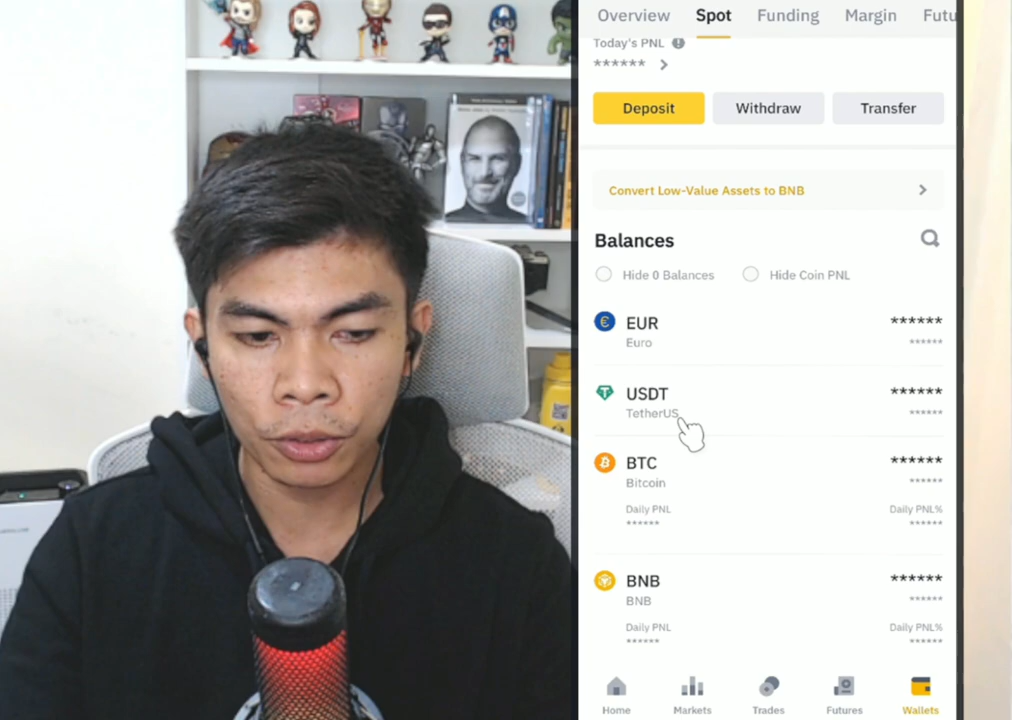 Overview Spot Funding Margin Futu
Today's PNL
******
Deposit Withdraw Transfer
Convert Low-Value Assets to BNB
Balances
Hide 0 Balances Hide Coin PNL
EUR ******
Euro ******
USDT ******
TetherUS ******
BTC ******
Bitcoin ******
Daily PNL Daily PNL%
****** ******
BNB ******
BNB ******
Daily PNL Daily PNL%
****** ******
Home Markets Trades Futures Wallets